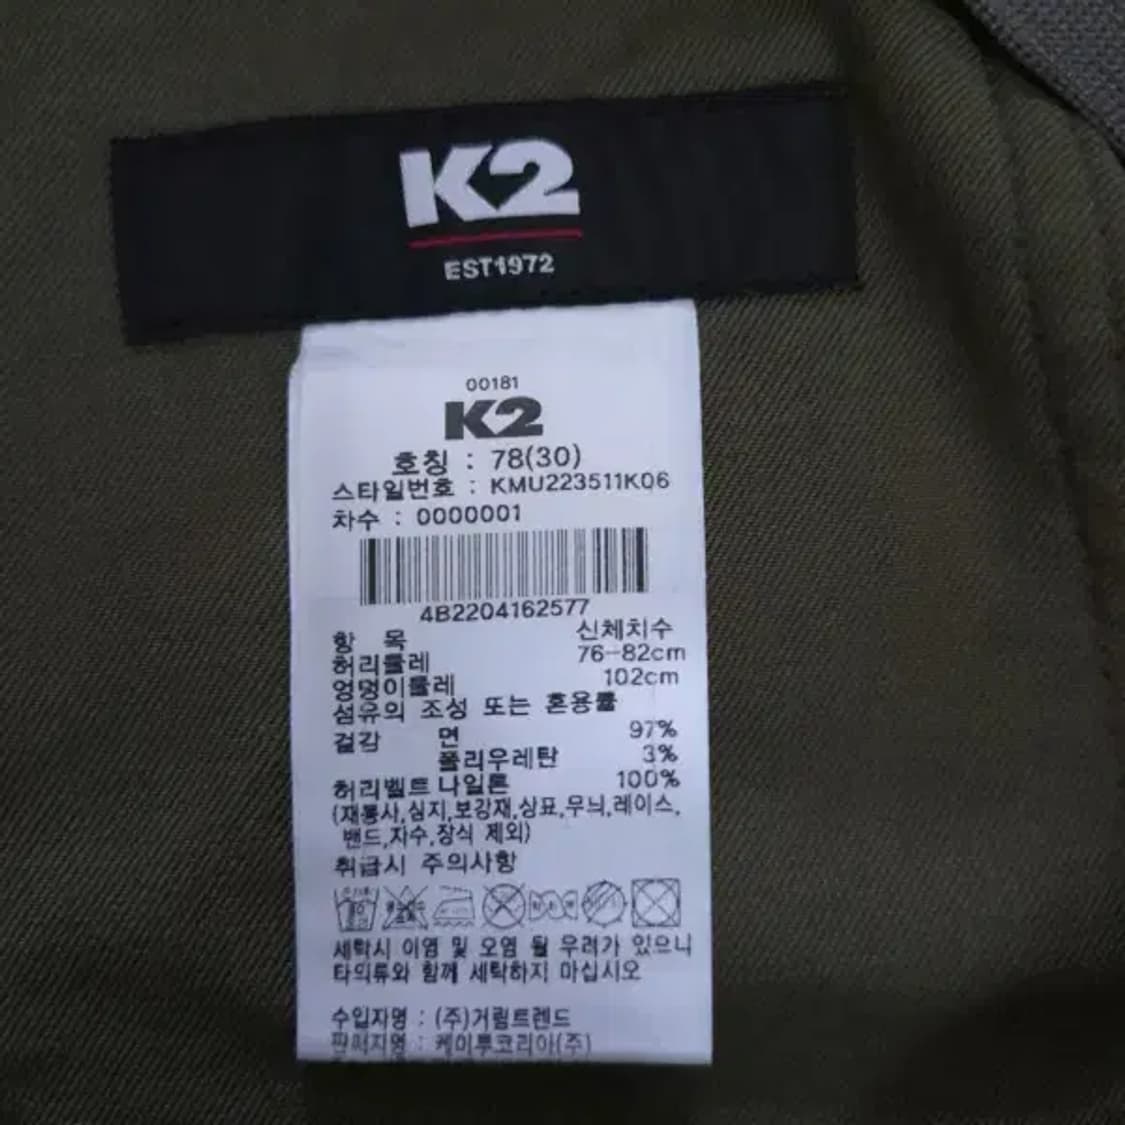 K2
EST1972
00181
K2
호칭 : 78(30)
스타일번호 : KMU223511K06
차수 : 0000001
4B2204162577
항 목 신체치수
허리둘레 76-82cm
엉덩이둘레 102cm
섬유의 조성 또는 혼용률
겉감 면 97%
폴리우레탄 3%
허리벨트 나일론 100%
(재봉사,심지,보강재,상표,무늬,레이스,
밴드,자수,장식 제외)
취급시 주의사항
세탁시 이염 및 오염 될 우려가 있으니
타의류와 함께 세탁하지 마십시오
수입자명 : (주)거림트렌드
판매자명 : 케이투코리아(주)